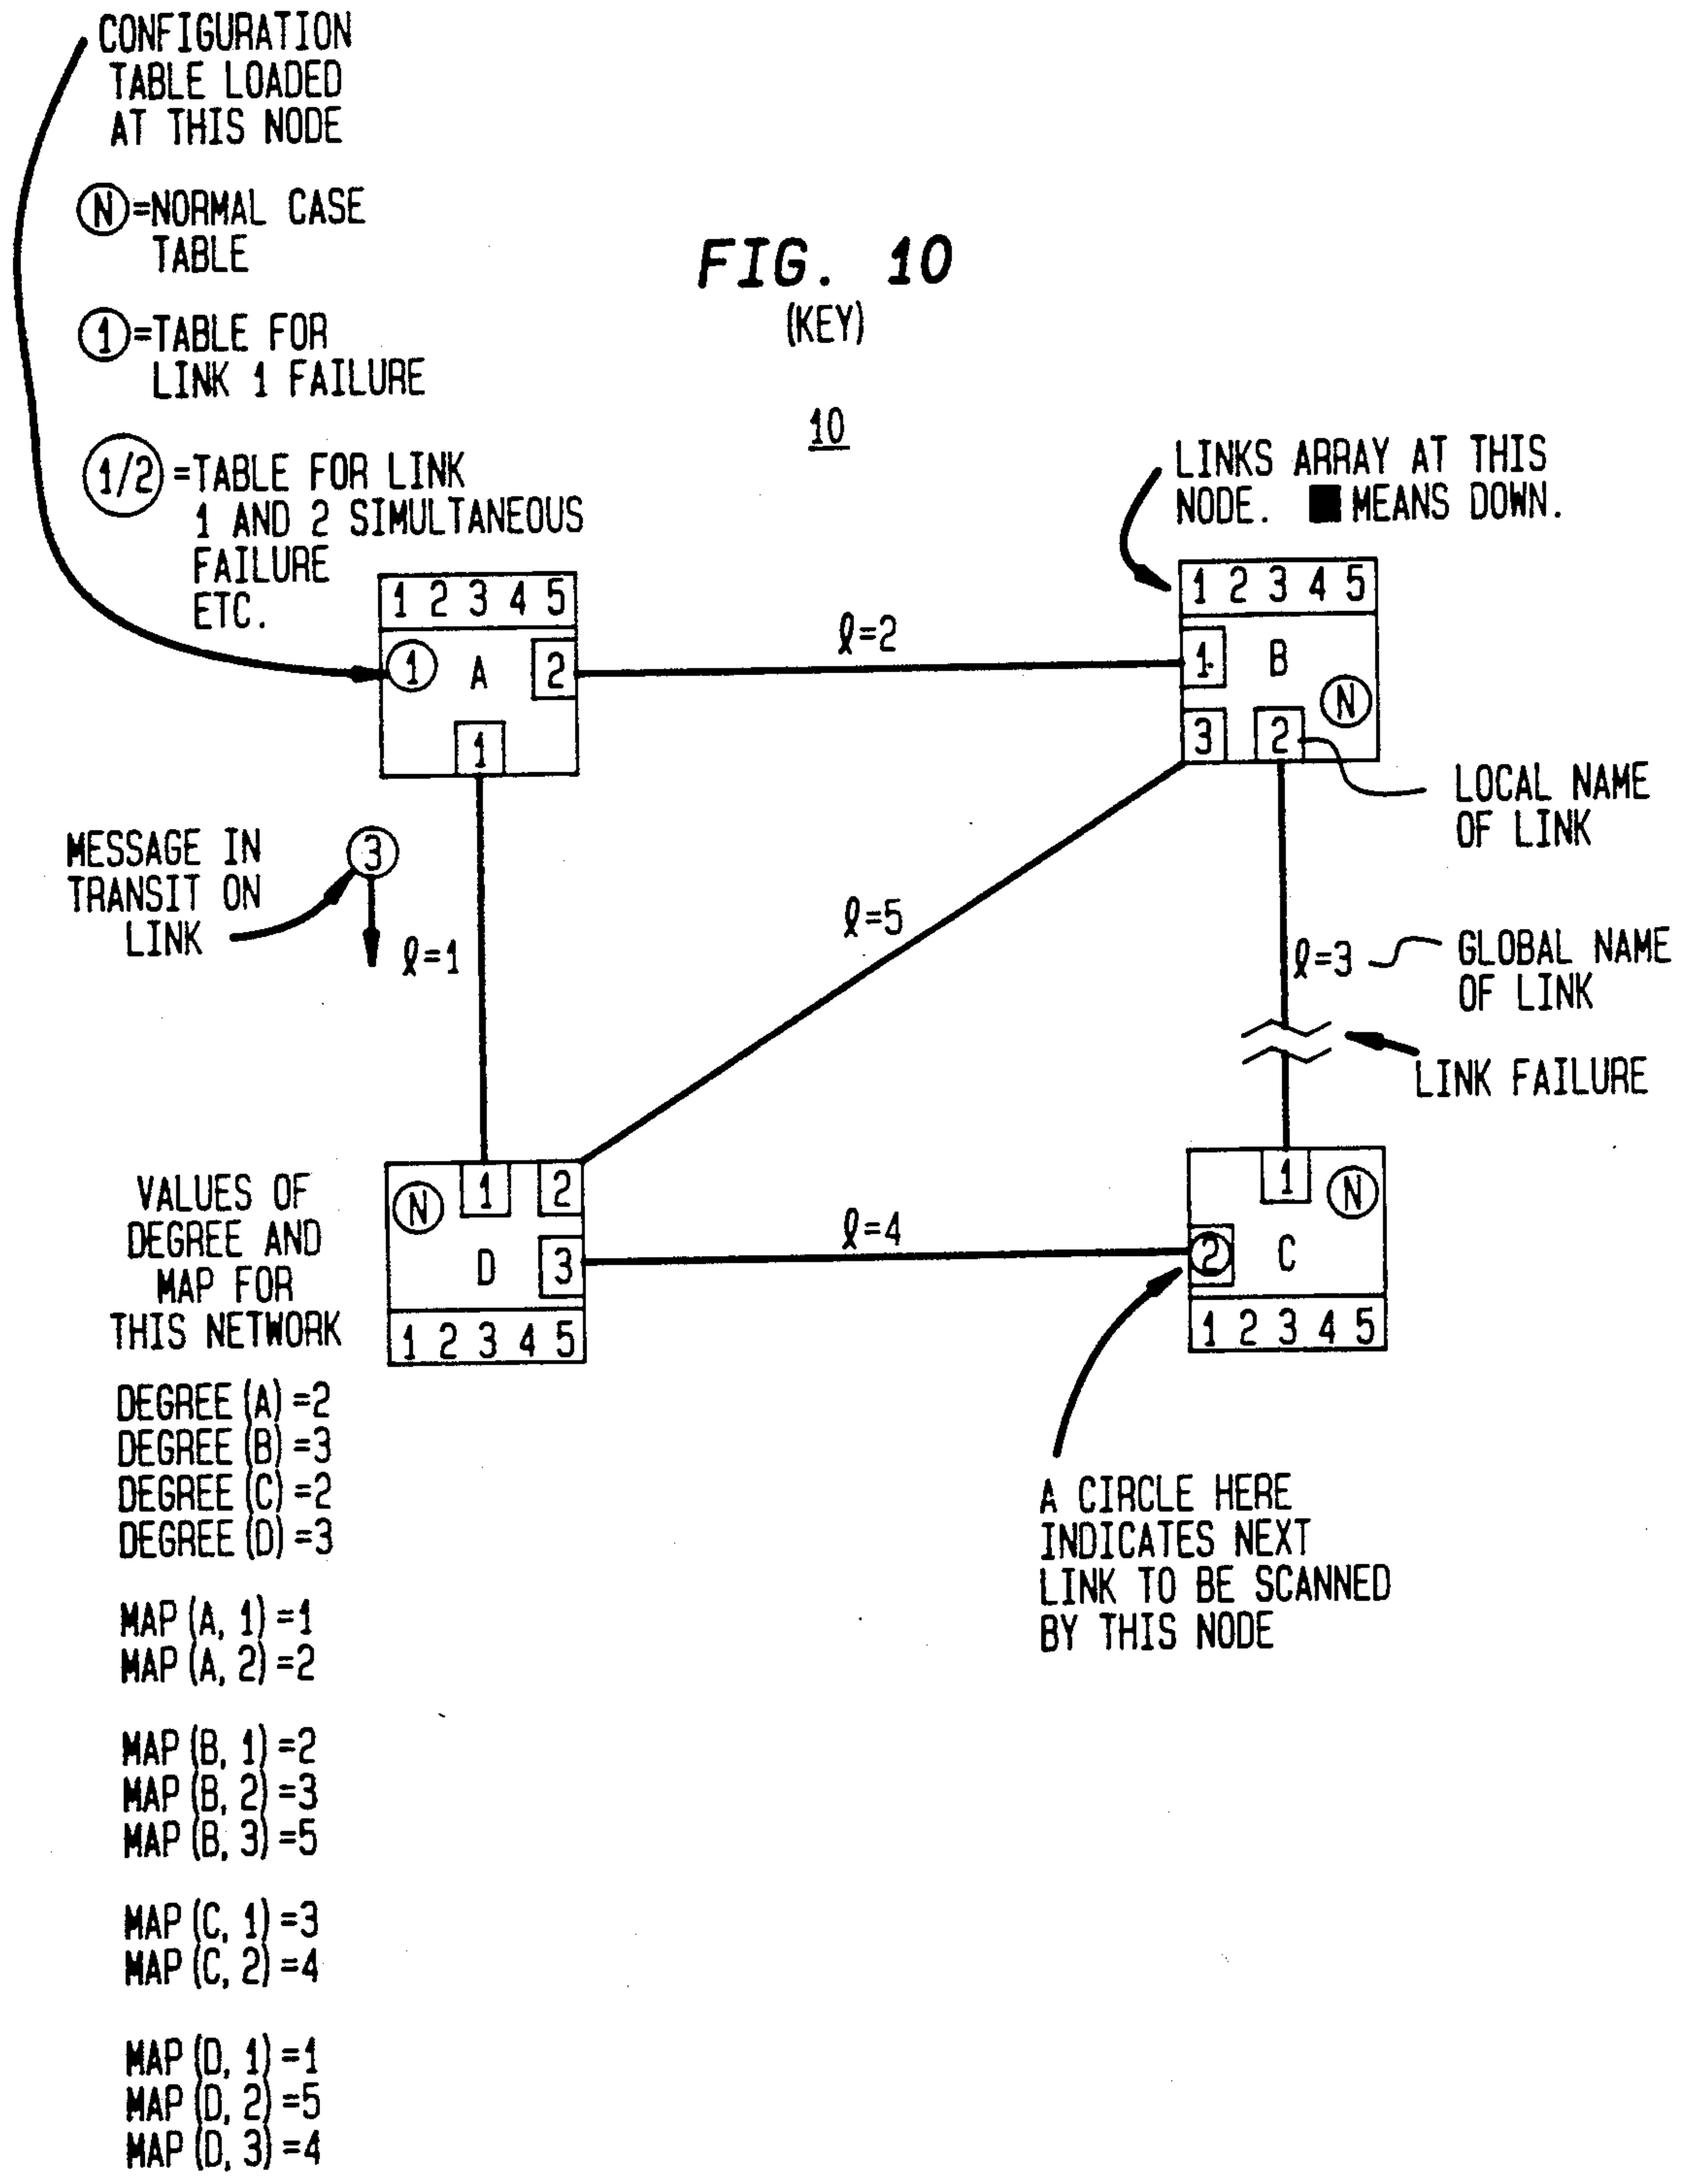 CONFIGURATION
TABLE LOADED
AT THIS NODE
N =NORMAL CASE
TABLE
1 =TABLE FOR
LINK 1 FAILURE
1/2 =TABLE FOR LINK
1 AND 2 SIMULTANEOUS
FAILURE
ETC.
FIG. 10
(KEY)
10
LINKS ARRAY AT THIS
NODE. ■ MEANS DOWN.
1 2 3 4 5
1 A 2
1
ℓ=2
1 2 3 4 5
1 B
N
3 2
LOCAL NAME
OF LINK
MESSAGE IN
TRANSIT ON
LINK
3
ℓ=1
ℓ=5
ℓ=3
GLOBAL NAME
OF LINK
LINK FAILURE
N 1 2
D 3
1 2 3 4 5
ℓ=4
1 N
2 C
1 2 3 4 5
A CIRCLE HERE
INDICATES NEXT
LINK TO BE SCANNED
BY THIS NODE
VALUES OF
DEGREE AND
MAP FOR
THIS NETWORK
DEGREE (A) =2
DEGREE (B) =3
DEGREE (C) =2
DEGREE (D) =3
MAP (A, 1) =1
MAP (A, 2) =2
MAP (B, 1) =2
MAP (B, 2) =3
MAP (B, 3) =5
MAP (C, 1) =3
MAP (C, 2) =4
MAP (D, 1) =1
MAP (D, 2) =5
MAP (D, 3) =4